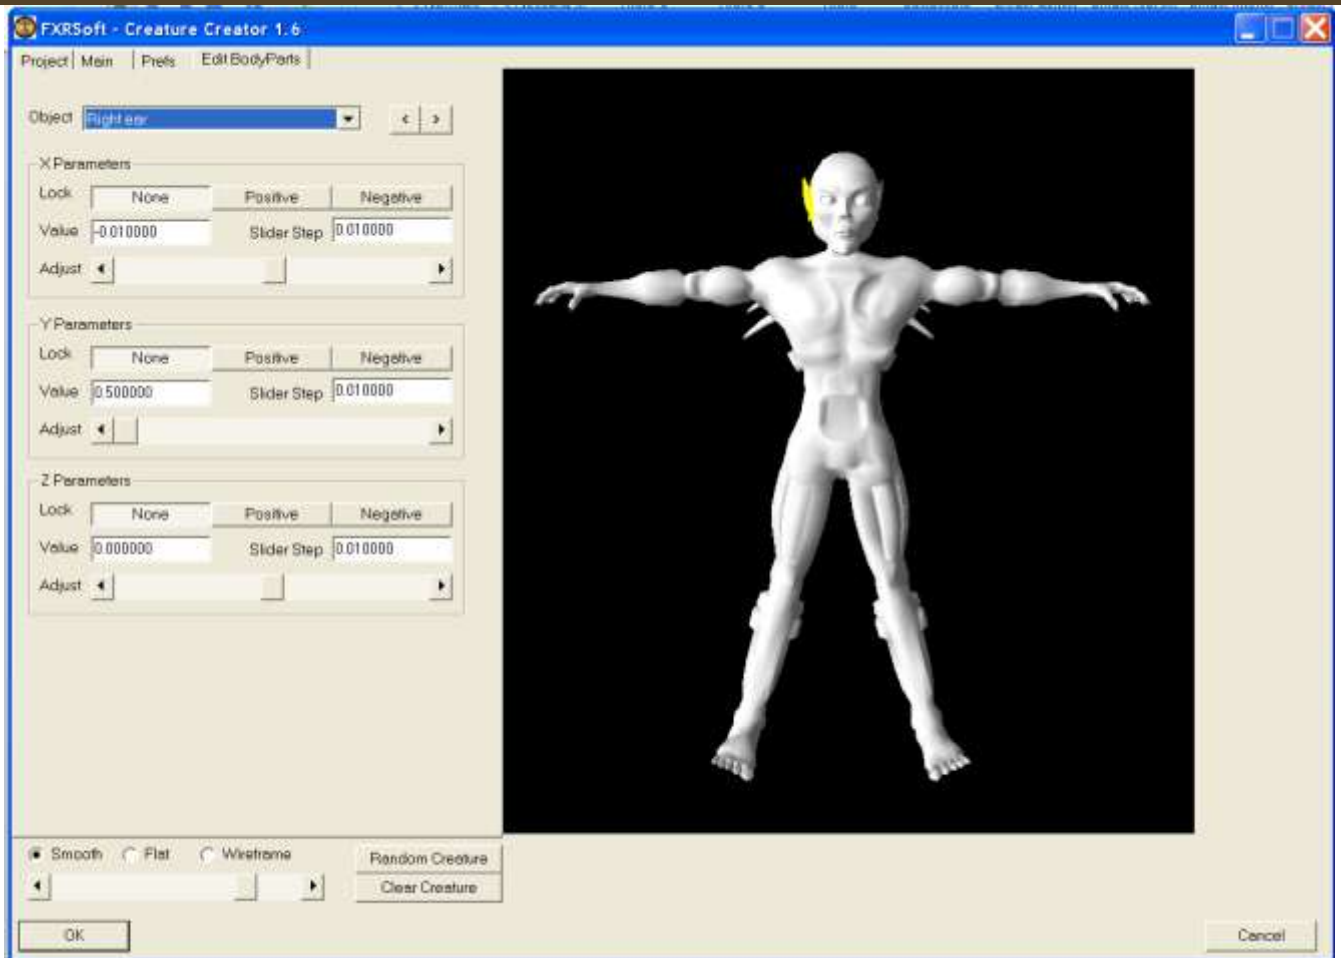 FXRSoft - Creature Creator 1.6
Project Main Prefs Edit BodyParts
Object Right ear < >
X Parameters
Lock None Positive Negative
Value -0.010000 Slider Step 0.010000
Adjust
Y Parameters
Lock None Positive Negative
Value 0.500000 Slider Step 0.010000
Adjust
Z Parameters
Lock None Positive Negative
Value 0.000000 Slider Step 0.010000
Adjust
Smooth Flat Wireframe Random Creature
Clear Creature
OK Cancel